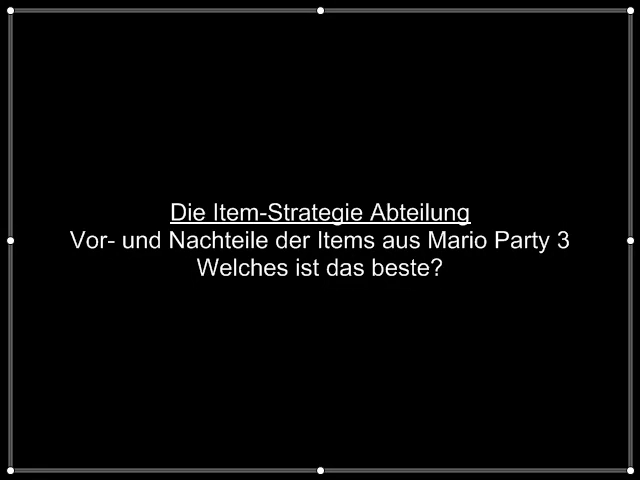 Die Item-Strategie Abteilung
Vor- und Nachteile der Items aus Mario Party 3
Welches ist das beste?